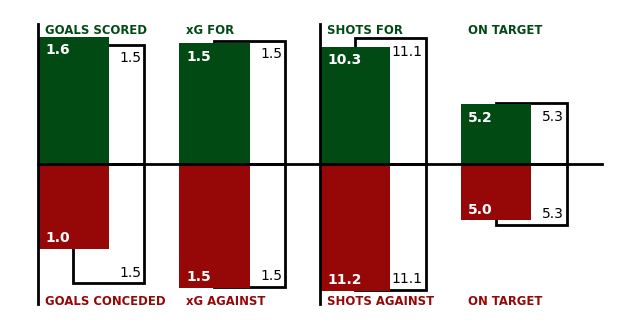 GOALS SCORED xG FOR SHOTS FOR ON TARGET
1.6 1.5 1.5 1.5 10.3 11.1 5.2 5.3
1.0 1.5 1.5 1.5 11.2 11.1 5.0 5.3
GOALS CONCEDED xG AGAINST SHOTS AGAINST ON TARGET